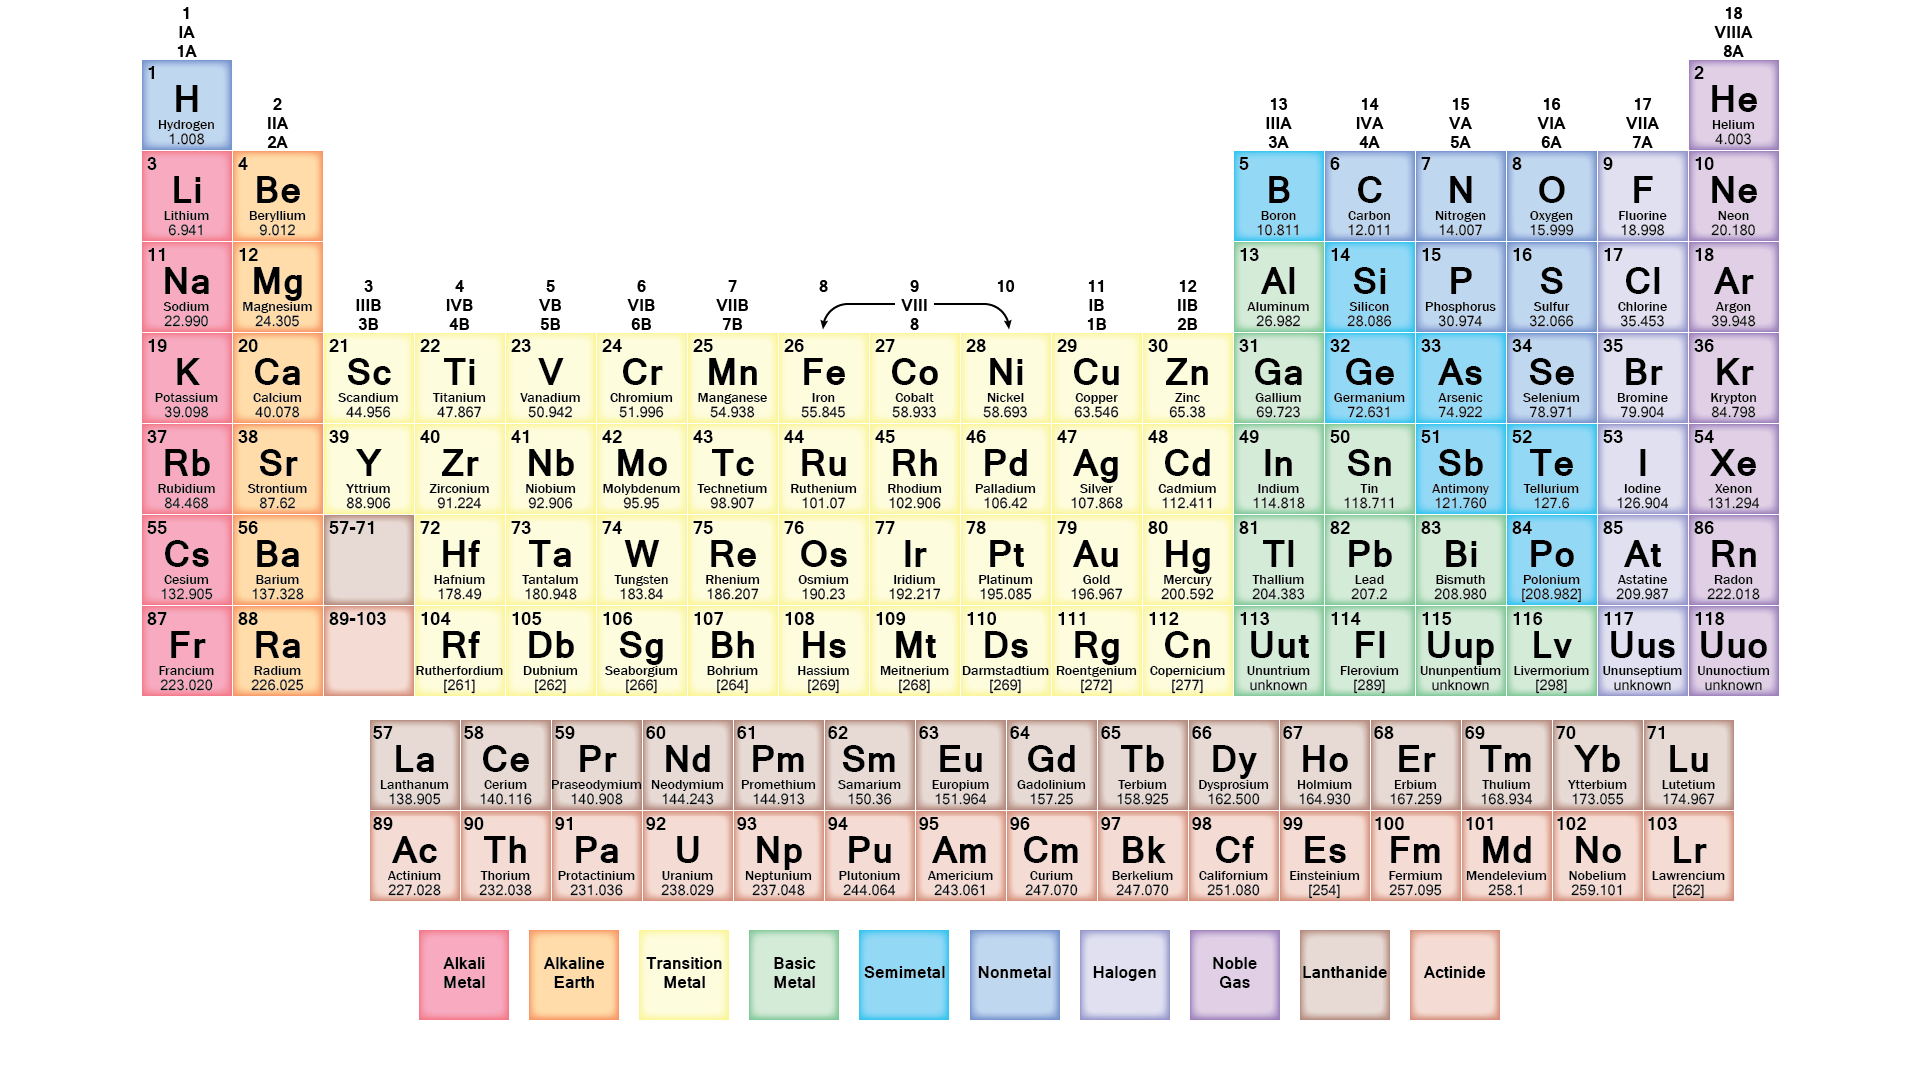 1 18
IA VIIIA
1A 8A
1 2
H He
Hydrogen Helium
1.008 4.003
2 13 14 15 16 17
IIA IIIA IVA VA VIA VIIA
2A 3A 4A 5A 6A 7A
3 4 5 6 7 8 9 10
Li Be B C N O F Ne
Lithium Beryllium Boron Carbon Nitrogen Oxygen Fluorine Neon
6.941 9.012 10.811 12.011 14.007 15.999 18.998 20.180
11 12 13 14 15 16 17 18
Na Mg Al Si P S Cl Ar
Sodium Magnesium Aluminum Silicon Phosphorus Sulfur Chlorine Argon
22.990 24.305 26.982 28.086 30.974 32.066 35.453 39.948
3 4 5 6 7 8 9 10 11 12
IIIB IVB VB VIB VIIB VIII IB IIB
3B 4B 5B 6B 7B 8 1B 2B
19 20 21 22 23 24 25 26 27 28 29 30 31 32 33 34 35 36
K Ca Sc Ti V Cr Mn Fe Co Ni Cu Zn Ga Ge As Se Br Kr
Potassium Calcium Scandium Titanium Vanadium Chromium Manganese Iron Cobalt Nickel Copper Zinc Gallium Germanium Arsenic Selenium Bromine Krypton
39.098 40.078 44.956 47.867 50.942 51.996 54.938 55.845 58.933 58.693 63.546 65.38 69.723 72.631 74.922 78.971 79.904 84.798
37 38 39 40 41 42 43 44 45 46 47 48 49 50 51 52 53 54
Rb Sr Y Zr Nb Mo Tc Ru Rh Pd Ag Cd In Sn Sb Te I Xe
Rubidium Strontium Yttrium Zirconium Niobium Molybdenum Technetium Ruthenium Rhodium Palladium Silver Cadmium Indium Tin Antimony Tellurium Iodine Xenon
84.468 87.62 88.906 91.224 92.906 95.95 98.907 101.07 102.906 106.42 107.868 112.411 114.818 118.711 121.760 127.6 126.904 131.294
55 56 57-71 72 73 74 75 76 77 78 79 80 81 82 83 84 85 86
Cs Ba Hf Ta W Re Os Ir Pt Au Hg Tl Pb Bi Po At Rn
Cesium Barium Hafnium Tantalum Tungsten Rhenium Osmium Iridium Platinum Gold Mercury Thallium Lead Bismuth Polonium Astatine Radon
132.905 137.328 178.49 180.948 183.84 186.207 190.23 192.217 195.085 196.967 200.592 204.383 207.2 208.980 [208.982] 209.987 222.018
87 88 89-103 104 105 106 107 108 109 110 111 112 113 114 115 116 117 118
Fr Ra Rf Db Sg Bh Hs Mt Ds Rg Cn Uut Fl Uup Lv Uus Uuo
Francium Radium Rutherfordium Dubnium Seaborgium Bohrium Hassium Meitnerium Darmstadtium Roentgenium Copernicium Ununtrium Flerovium Ununpentium Livermorium Ununseptium Ununoctium
223.020 226.025 [261] [262] [266] [264] [269] [268] [269] [272] [277] unknown [289] unknown [298] unknown unknown
57 58 59 60 61 62 63 64 65 66 67 68 69 70 71
La Ce Pr Nd Pm Sm Eu Gd Tb Dy Ho Er Tm Yb Lu
Lanthanum Cerium Praseodymium Neodymium Promethium Samarium Europium Gadolinium Terbium Dysprosium Holmium Erbium Thulium Ytterbium Lutetium
138.905 140.116 140.908 144.243 144.913 150.36 151.964 157.25 158.925 162.500 164.930 167.259 168.934 173.055 174.967
89 90 91 92 93 94 95 96 97 98 99 100 101 102 103
Ac Th Pa U Np Pu Am Cm Bk Cf Es Fm Md No Lr
Actinium Thorium Protactinium Uranium Neptunium Plutonium Americium Curium Berkelium Californium Einsteinium Fermium Mendelevium Nobelium Lawrencium
227.028 232.038 231.036 238.029 237.048 244.064 243.061 247.070 247.070 251.080 [254] 257.095 258.1 259.101 [262]
Alkali Metal
Alkaline Earth
Transition Metal
Basic Metal
Semimetal
Nonmetal
Halogen
Noble Gas
Lanthanide
Actinide